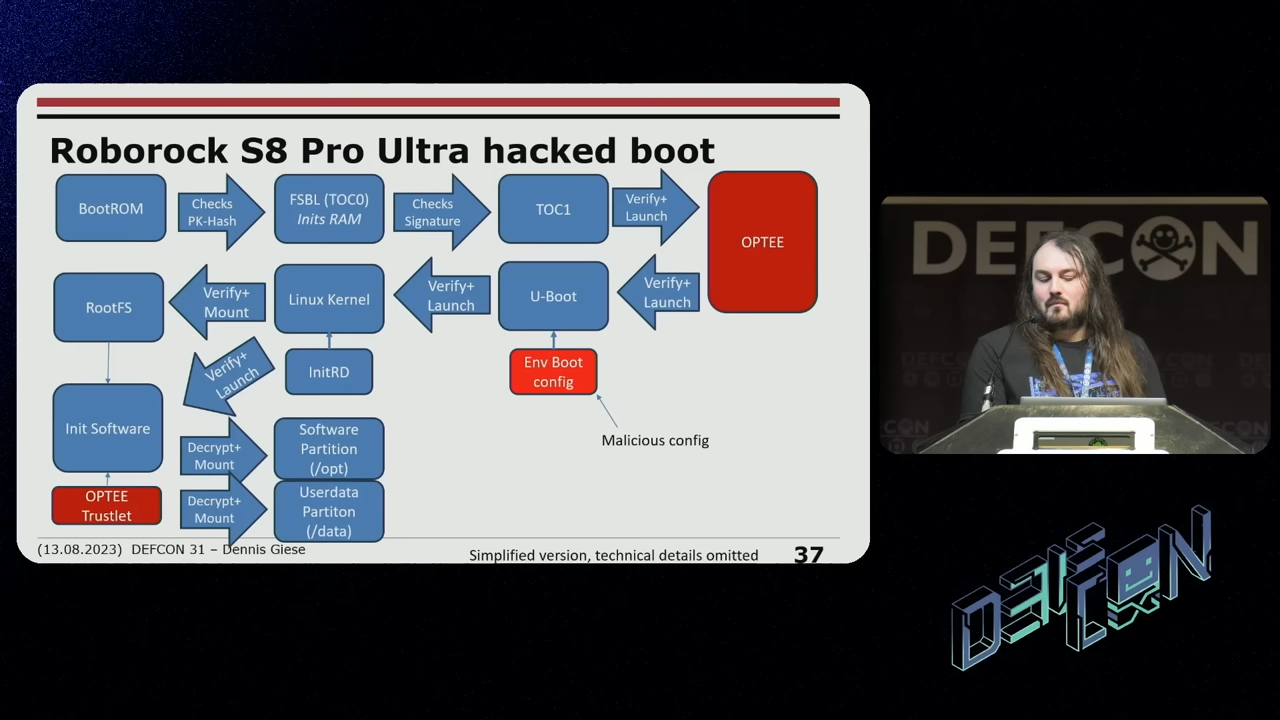 Roborock S8 Pro Ultra hacked boot
BootROM
Checks
PK-Hash
FSBL (TOC0)
Inits RAM
Checks
Signature
TOC1
Verify+
Launch
OPTEE
RootFS
Verify+
Mount
Linux Kernel
Verify+
Launch
U-Boot
Verify+
Launch
Verify+
Launch
InitRD
Env Boot
config
Malicious config
Init Software
Decrypt+
Mount
Software
Partition
(/opt)
OPTEE
Trustlet
Decrypt+
Mount
Userdata
Partiton
(/data)
(13.08.2023) DEFCON 31 – Dennis Giese
Simplified version, technical details omitted
37
DEFCON
DEFCON